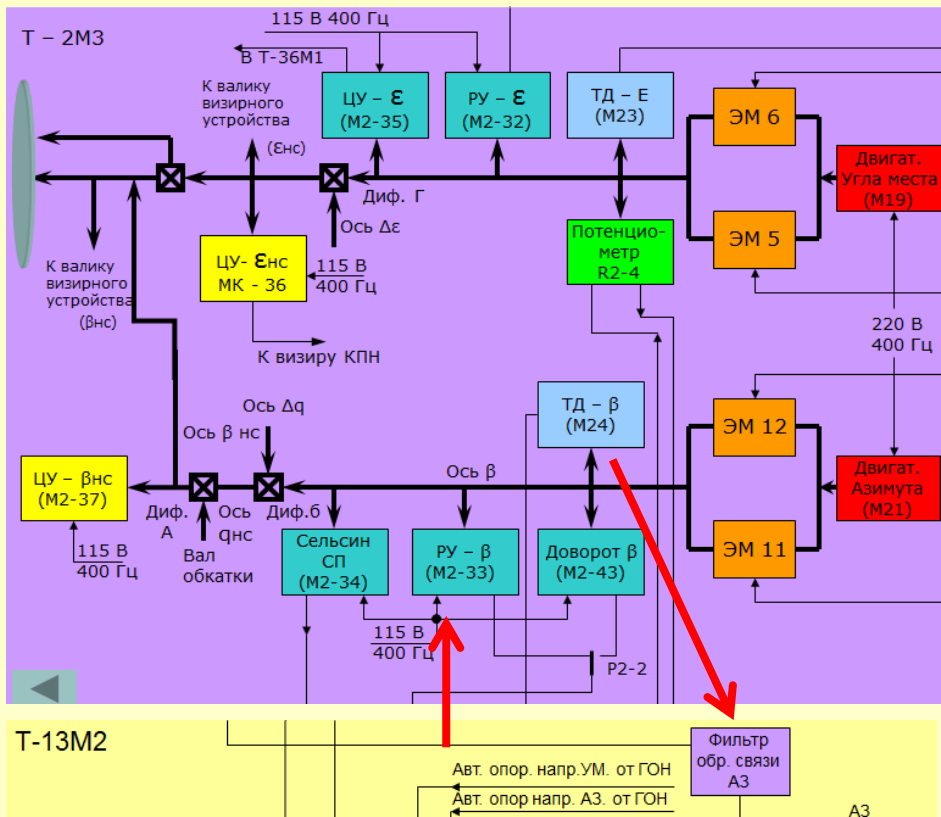 115 В 400 Гц
Т – 2М3
В Т-36М1
К валику
визирного
устройства
(Ɛнс)
ЦУ – Ɛ
(М2-35)
РУ – Ɛ
(М2-32)
ТД – Е
(М23)
ЭМ 6
Двигат.
Угла места
(М19)
Диф. Г
Ось Δε
ЭМ 5
Потенцио-
метр
R2-4
ЦУ- Ɛнс
МК - 36
115 В
400 Гц
К валику
визирного
устройства
(βнс)
К визиру КПН
220 В
400 Гц
Ось Δq
Ось β нс
ТД – β
(М24)
ЭМ 12
Ось β
ЦУ – βнс
(М2-37)
Двигат.
Азимута
(М21)
Диф.
А
Ось
qнс
Диф.б
115 В
400 Гц
Вал
обкатки
Сельсин
СП
(М2-34)
РУ – β
(М2-33)
Доворот β
(М2-43)
ЭМ 11
115 В
400 Гц
Р2-2
Т-13М2
Фильтр
обр. связи
А3
Авт. опор. напр.УМ. от ГОН
Авт. опор напр. АЗ. от ГОН
АЗ